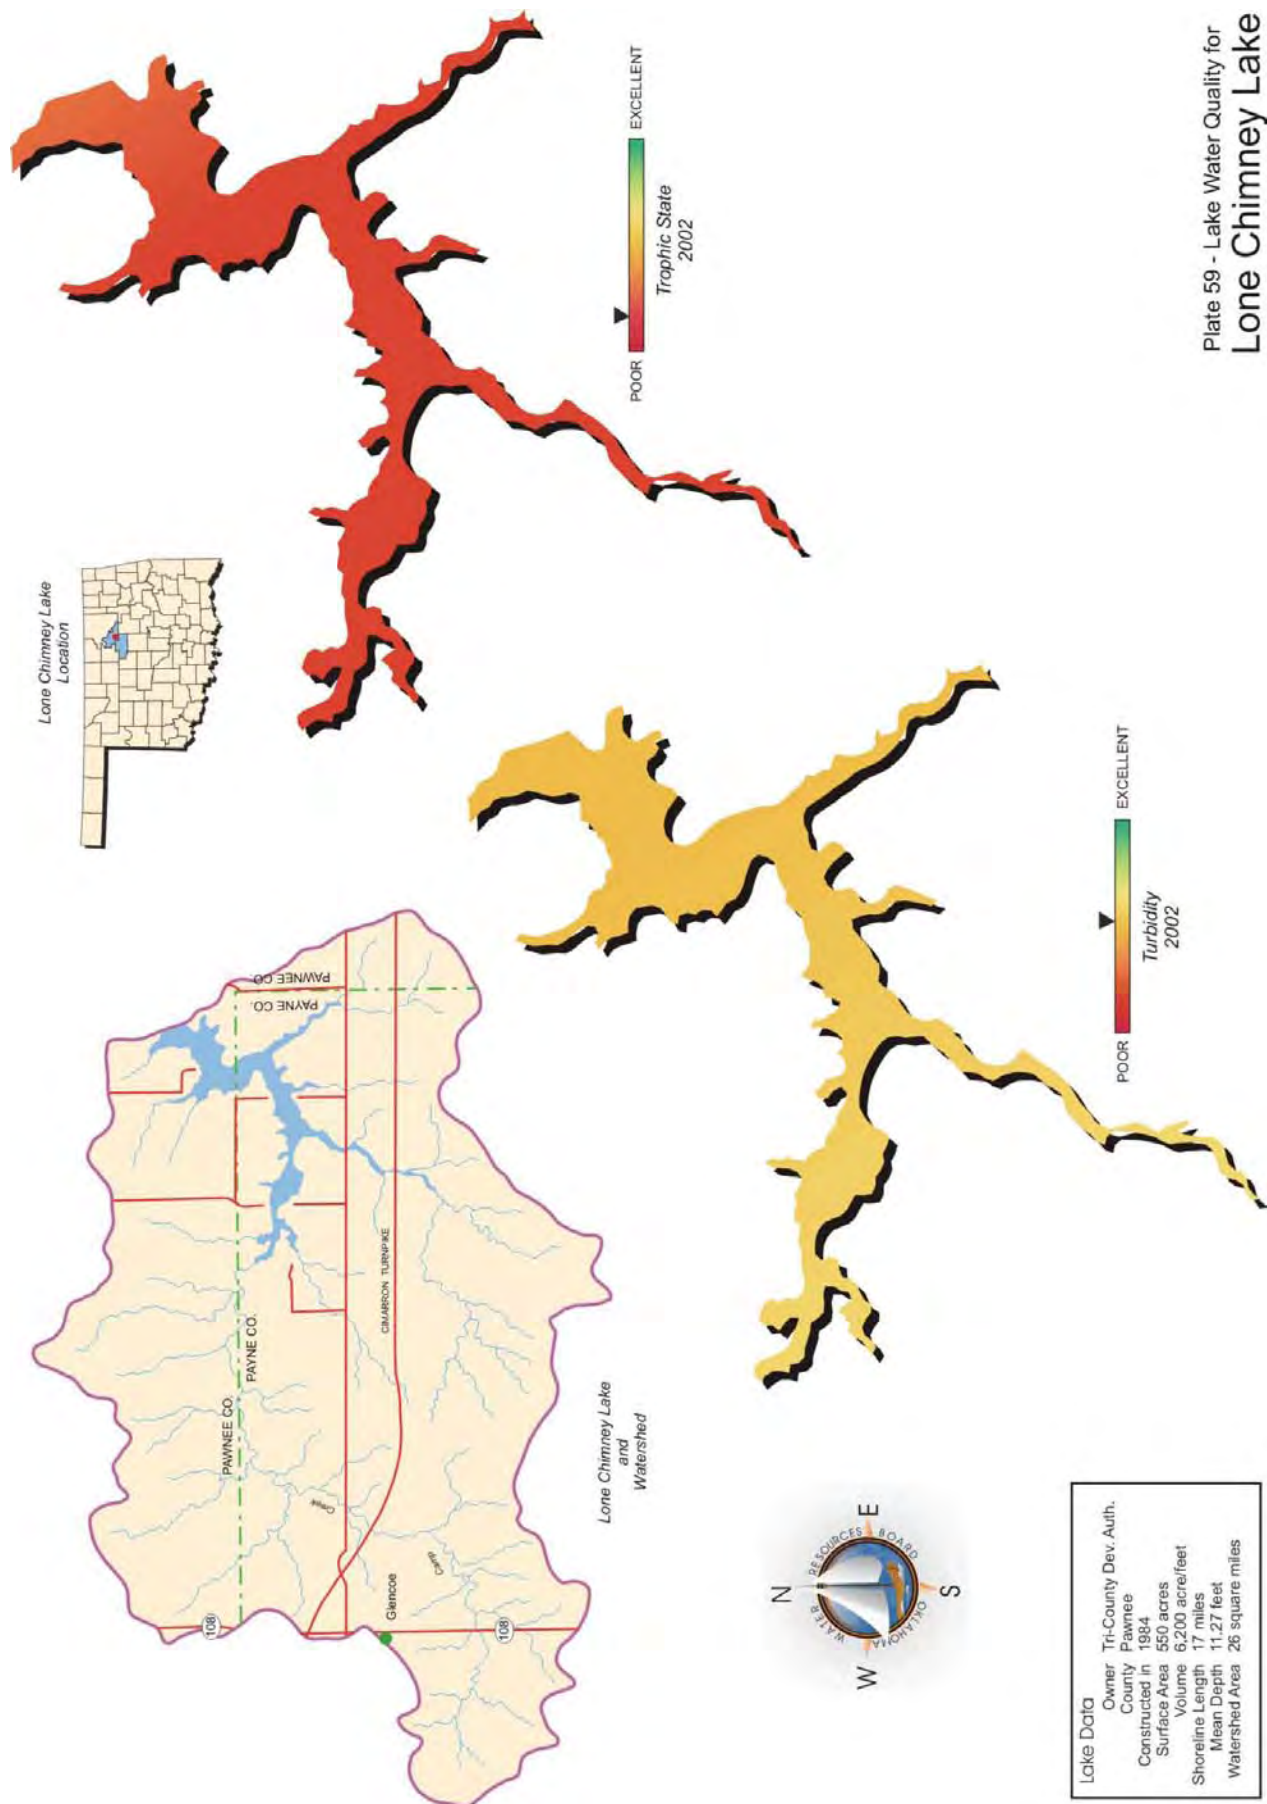 Lone Chimney Lake
and
Watershed
PAWNEE CO.
PAYNE CO.
PAWNEE CO.
PAYNE CO.
CIMARRON TURNPIKE
108
108
Glencoe
Creek
Camp
Lone Chimney Lake
Location
POOR
EXCELLENT
Trophic State
2002
POOR
EXCELLENT
Turbidity
2002
N
E
S
W
WATER RESOURCES BOARD
OKLAHOMA
Lake Data
Owner Tri-County Dev. Auth.
County Pawnee
Constructed in 1984
Surface Area 550 acres
Volume 6,200 acre/feet
Shoreline Length 17 miles
Mean Depth 11.27 feet
Watershed Area 26 square miles
Plate 59 - Lake Water Quality for
Lone Chimney Lake